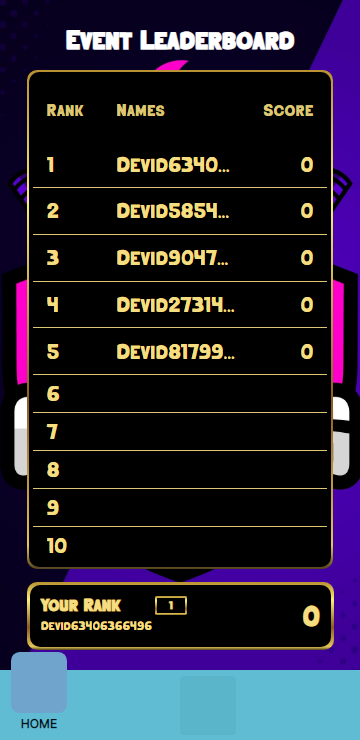 Event Leaderboard
Rank Names Score
1 Devid6340... 0
2 Devid5854... 0
3 Devid9047... 0
4 Devid27314... 0
5 Devid81799... 0
6
7
8
9
10
Your Rank 1 0
Devid63406366496
HOME